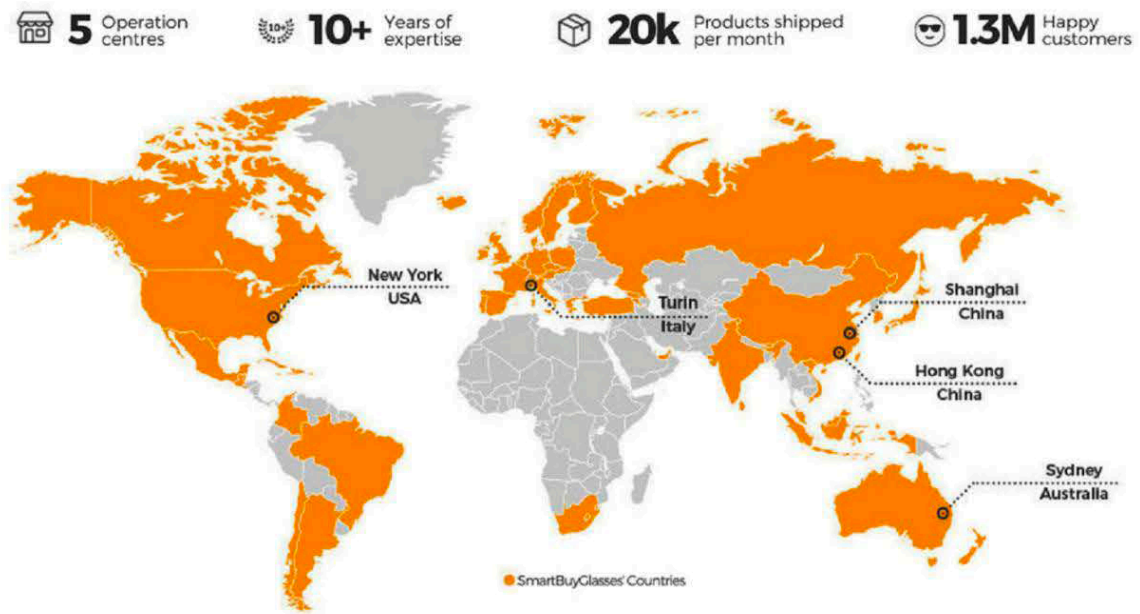 5 Operation centres
10+
10+ Years of expertise
20k Products shipped per month
1.3M Happy customers
New York
USA
Turin
Italy
Shanghai
China
Hong Kong
China
Sydney
Australia
SmartBuyGlasses' Countries